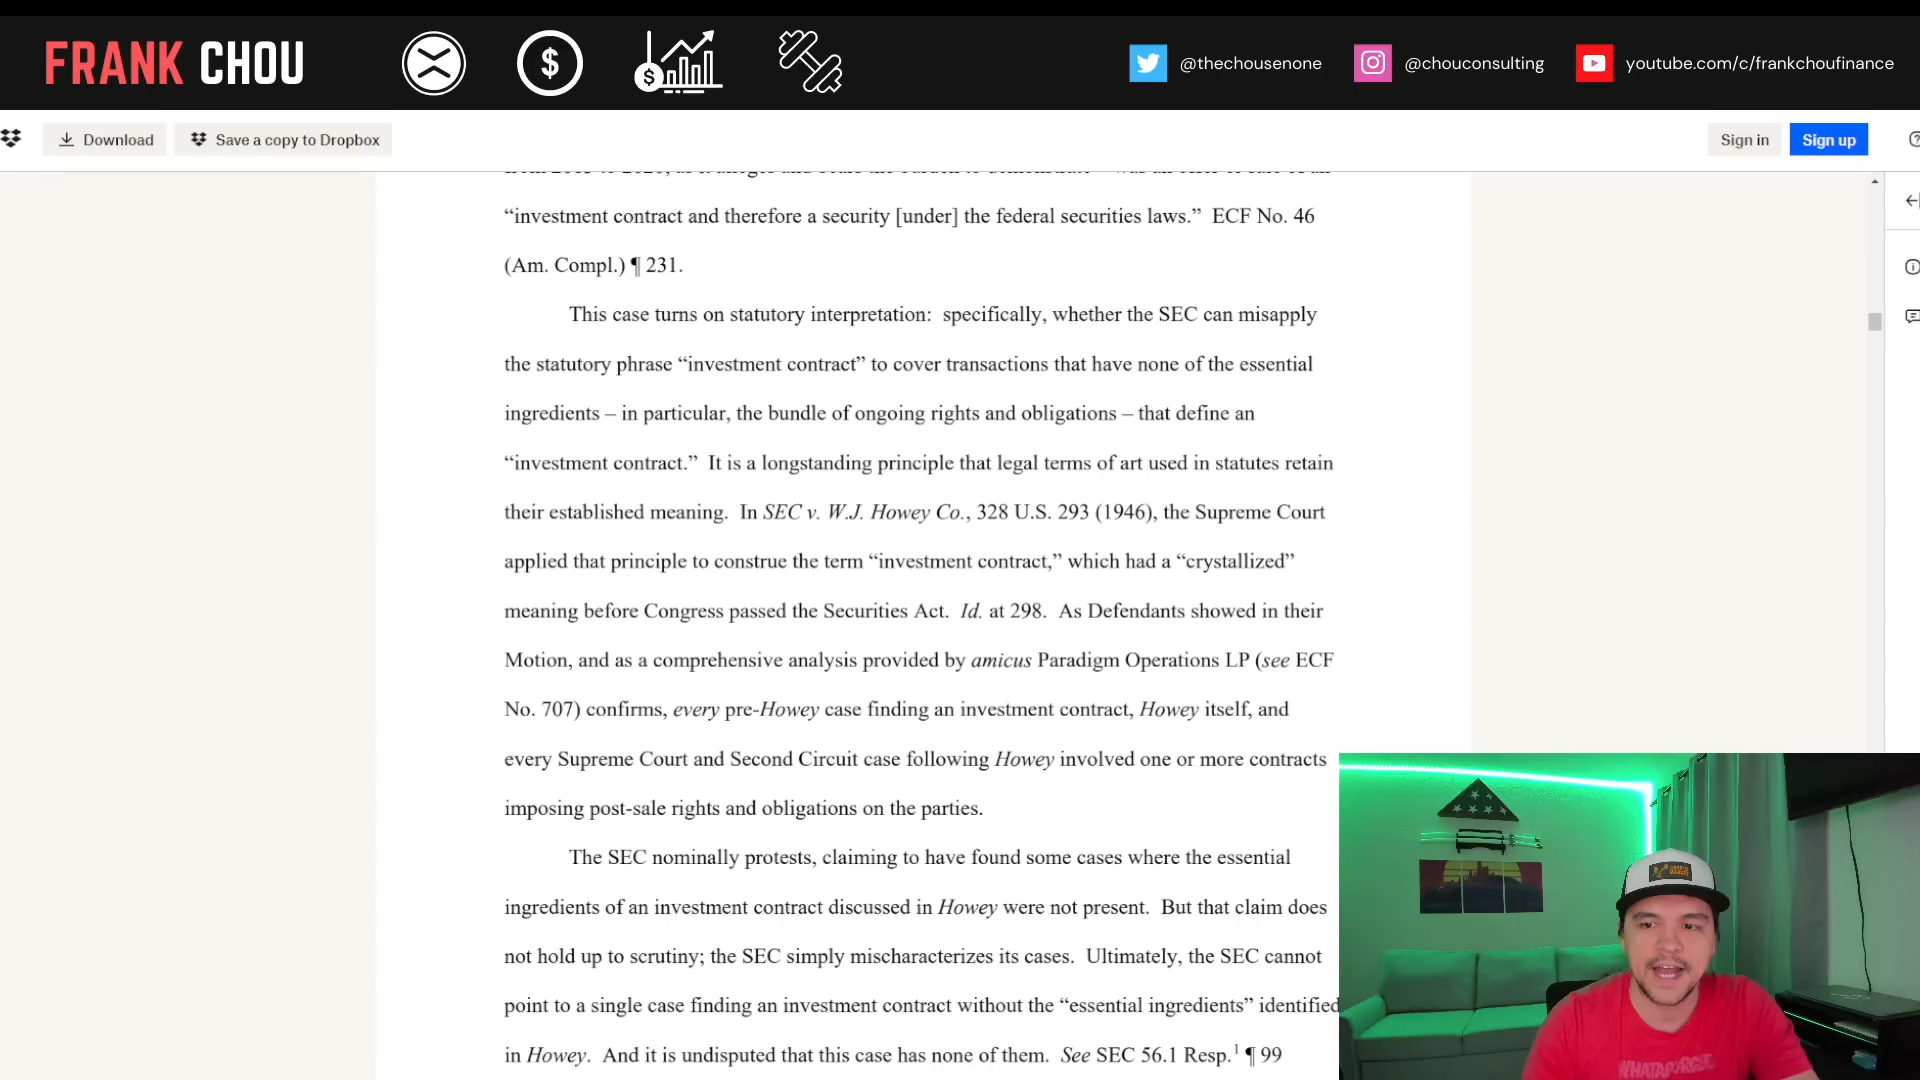 FRANK CHOU
@thechousenone
@chouconsulting
youtube.com/c/frankchoufinance
Download
Save a copy to Dropbox
Sign in
Sign up
“investment contract and therefore a security [under] the federal securities laws.” ECF No. 46
(Am. Compl.) ¶ 231.
This case turns on statutory interpretation: specifically, whether the SEC can misapply
the statutory phrase “investment contract” to cover transactions that have none of the essential
ingredients – in particular, the bundle of ongoing rights and obligations – that define an
“investment contract.” It is a longstanding principle that legal terms of art used in statutes retain
their established meaning. In SEC v. W.J. Howey Co., 328 U.S. 293 (1946), the Supreme Court
applied that principle to construe the term “investment contract,” which had a “crystallized”
meaning before Congress passed the Securities Act. Id. at 298. As Defendants showed in their
Motion, and as a comprehensive analysis provided by amicus Paradigm Operations LP (see ECF
No. 707) confirms, every pre-Howey case finding an investment contract, Howey itself, and
every Supreme Court and Second Circuit case following Howey involved one or more contracts
imposing post-sale rights and obligations on the parties.
The SEC nominally protests, claiming to have found some cases where the essential
ingredients of an investment contract discussed in Howey were not present. But that claim does
not hold up to scrutiny; the SEC simply mischaracterizes its cases. Ultimately, the SEC cannot
point to a single case finding an investment contract without the “essential ingredients” identified
in Howey. And it is undisputed that this case has none of them. See SEC 56.1 Resp.1 ¶ 99